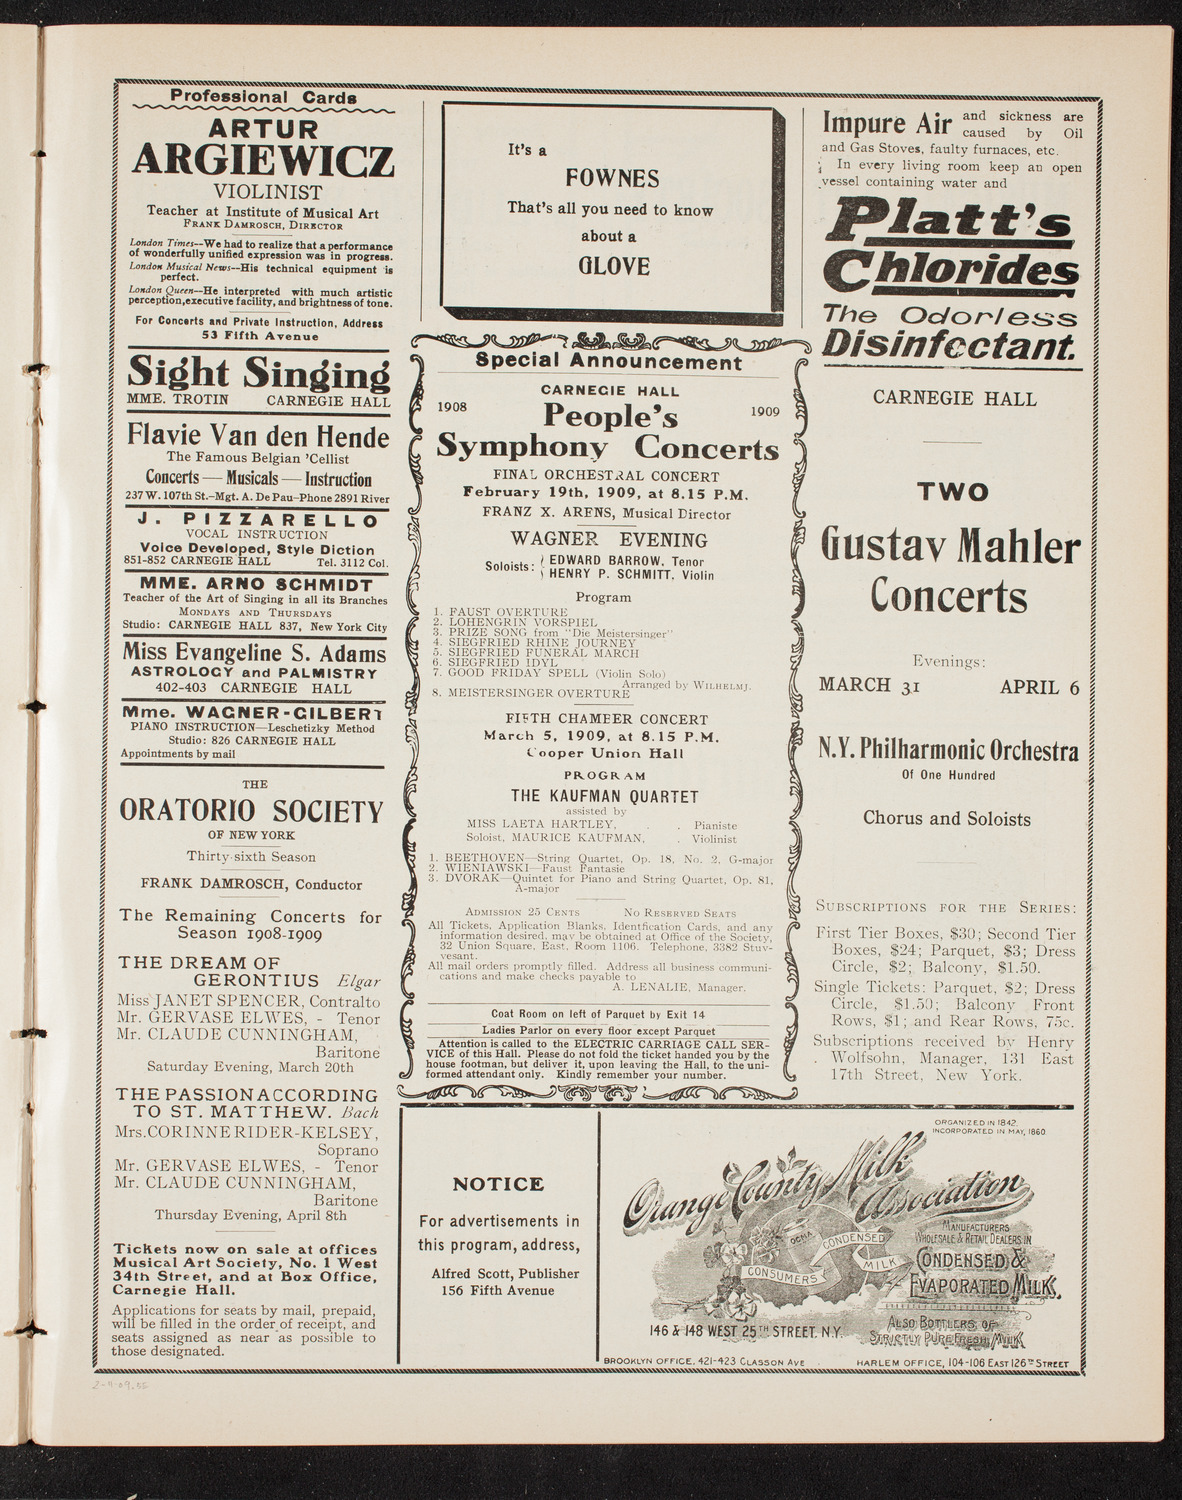 Professional Cards
ARTUR
ARGIEWICZ
VIOLINIST
Teacher at Institute of Musical Art
FRANK DAMROSCH, DIRECTOR
London Times--We had to realize that a performance
of wonderfully unified expression was in progress.
London Musical News--His technical equipment is
perfect.
London Queen--He interpreted with much artistic
perception, executive facility, and brightness of tone.
For Concerts and Private Instruction, Address
53 Fifth Avenue
Sight Singing
MME. TROTIN CARNEGIE HALL
Flavie Van den Hende
The Famous Belgian 'Cellist
Concerts — Musicals — Instruction
237 W. 107th St.-Mgt. A. De Pau-Phone 2891 River
J. PIZZARELLO
VOCAL INSTRUCTION
Voice Developed, Style Diction
851-852 CARNEGIE HALL Tel. 3112 Col.
MME. ARNO SCHMIDT
Teacher of the Art of Singing in all its Branches
MONDAYS AND THURSDAYS
Studio: CARNEGIE HALL 837, New York City
Miss Evangeline S. Adams
ASTROLOGY and PALMISTRY
402-403 CARNEGIE HALL
Mme. WAGNER-GILBERT
PIANO INSTRUCTION—Leschetizky Method
Studio: 826 CARNEGIE HALL
Appointments by mail
THE
ORATORIO SOCIETY
OF NEW YORK
Thirty-sixth Season
FRANK DAMROSCH, Conductor
The Remaining Concerts for
Season 1908-1909
THE DREAM OF
GERONTIUS Elgar
Miss JANET SPENCER, Contralto
Mr. GERVASE ELWES, - Tenor
Mr. CLAUDE CUNNINGHAM,
Baritone
Saturday Evening, March 20th
THE PASSION ACCORDING
TO ST. MATTHEW. Bach
Mrs. CORINNE RIDER-KELSEY,
Soprano
Mr. GERVASE ELWES, - Tenor
Mr. CLAUDE CUNNINGHAM,
Baritone
Thursday Evening, April 8th
Tickets now on sale at offices
Musical Art Society, No. 1 West
34th Street, and at Box Office,
Carnegie Hall.
Applications for seats by mail, prepaid,
will be filled in the order of receipt, and
seats assigned as near as possible to
those designated.
It's a
FOWNES
That's all you need to know
about a
GLOVE
Special Announcement
CARNEGIE HALL
1908 People's 1909
Symphony Concerts
FINAL ORCHESTRAL CONCERT
February 19th, 1909, at 8.15 P.M.
FRANZ X. ARENS, Musical Director
WAGNER EVENING
Soloists: { EDWARD BARROW, Tenor
HENRY P. SCHMITT, Violin
Program
1. FAUST OVERTURE
2. LOHENGRIN VORSPIEL
3. PRIZE SONG from "Die Meistersinger"
4. SIEGFRIED RHINE JOURNEY
5. SIEGFRIED FUNERAL MARCH
6. SIEGFRIED IDYL
7. GOOD FRIDAY SPELL (Violin Solo)
Arranged by WILHELMJ.
8. MEISTERSINGER OVERTURE
FIFTH CHAMBER CONCERT
March 5, 1909, at 8.15 P.M.
Cooper Union Hall
PROGRAM
THE KAUFMAN QUARTET
assisted by
MISS LAETA HARTLEY, . . Pianiste
Soloist, MAURICE KAUFMAN, . Violinist
1. BEETHOVEN—String Quartet, Op. 18, No. 2, G-major
2. WIENIAWSKI—Faust Fantasie
3. DVORAK—Quintet for Piano and String Quartet, Op. 81,
A-major
ADMISSION 25 CENTS NO RESERVED SEATS
All Tickets, Application Blanks, Identfication Cards, and any
information desired, may be obtained at Office of the Society,
32 Union Square, East, Room 1106. Telephone, 3382 Stuy-
vesant.
All mail orders promptly filled. Address all business communi-
cations and make checks payable to
A. LENALIE, Manager.
Coat Room on left of Parquet by Exit 14
Ladies Parlor on every floor except Parquet
Attention is called to the ELECTRIC CARRIAGE CALL SER-
VICE of this Hall. Please do not fold the ticket handed you by the
house footman, but deliver it, upon leaving the Hall, to the uni-
formed attendant only. Kindly remember your number.
Impure Air and sickness are
caused by Oil
and Gas Stoves, faulty furnaces, etc.
In every living room keep an open
vessel containing water and
Platt's
Chlorides
The Odorless
Disinfectant.
CARNEGIE HALL
TWO
Gustav Mahler
Concerts
Evenings:
MARCH 31 APRIL 6
N.Y. Philharmonic Orchestra
Of One Hundred
Chorus and Soloists
SUBSCRIPTIONS FOR THE SERIES:
First Tier Boxes, $30; Second Tier
Boxes, $24; Parquet, $3; Dress
Circle, $2; Balcony, $1.50.
Single Tickets: Parquet, $2; Dress
Circle, $1.50; Balcony Front
Rows, $1; and Rear Rows, 75c.
Subscriptions received by Henry
Wolfsohn, Manager, 131 East
17th Street, New York.
NOTICE
For advertisements in
this program, address,
Alfred Scott, Publisher
156 Fifth Avenue
ORGANIZED IN 1842.
INCORPORATED IN MAY, 1860.
Orange County Milk
Association
MANUFACTURERS
WHOLESALE & RETAIL DEALERS IN
CONDENSED &
EVAPORATED MILK.
ALSO BOTTLERS OF
STRICTLY PURE FRESH MILK
OCMA
CONSUMERS
CONDENSED
MILK
146 & 148 WEST 25TH STREET, N.Y.
BROOKLYN OFFICE, 421-423 CLASSON AVE
HARLEM OFFICE, 104-106 EAST 126TH STREET